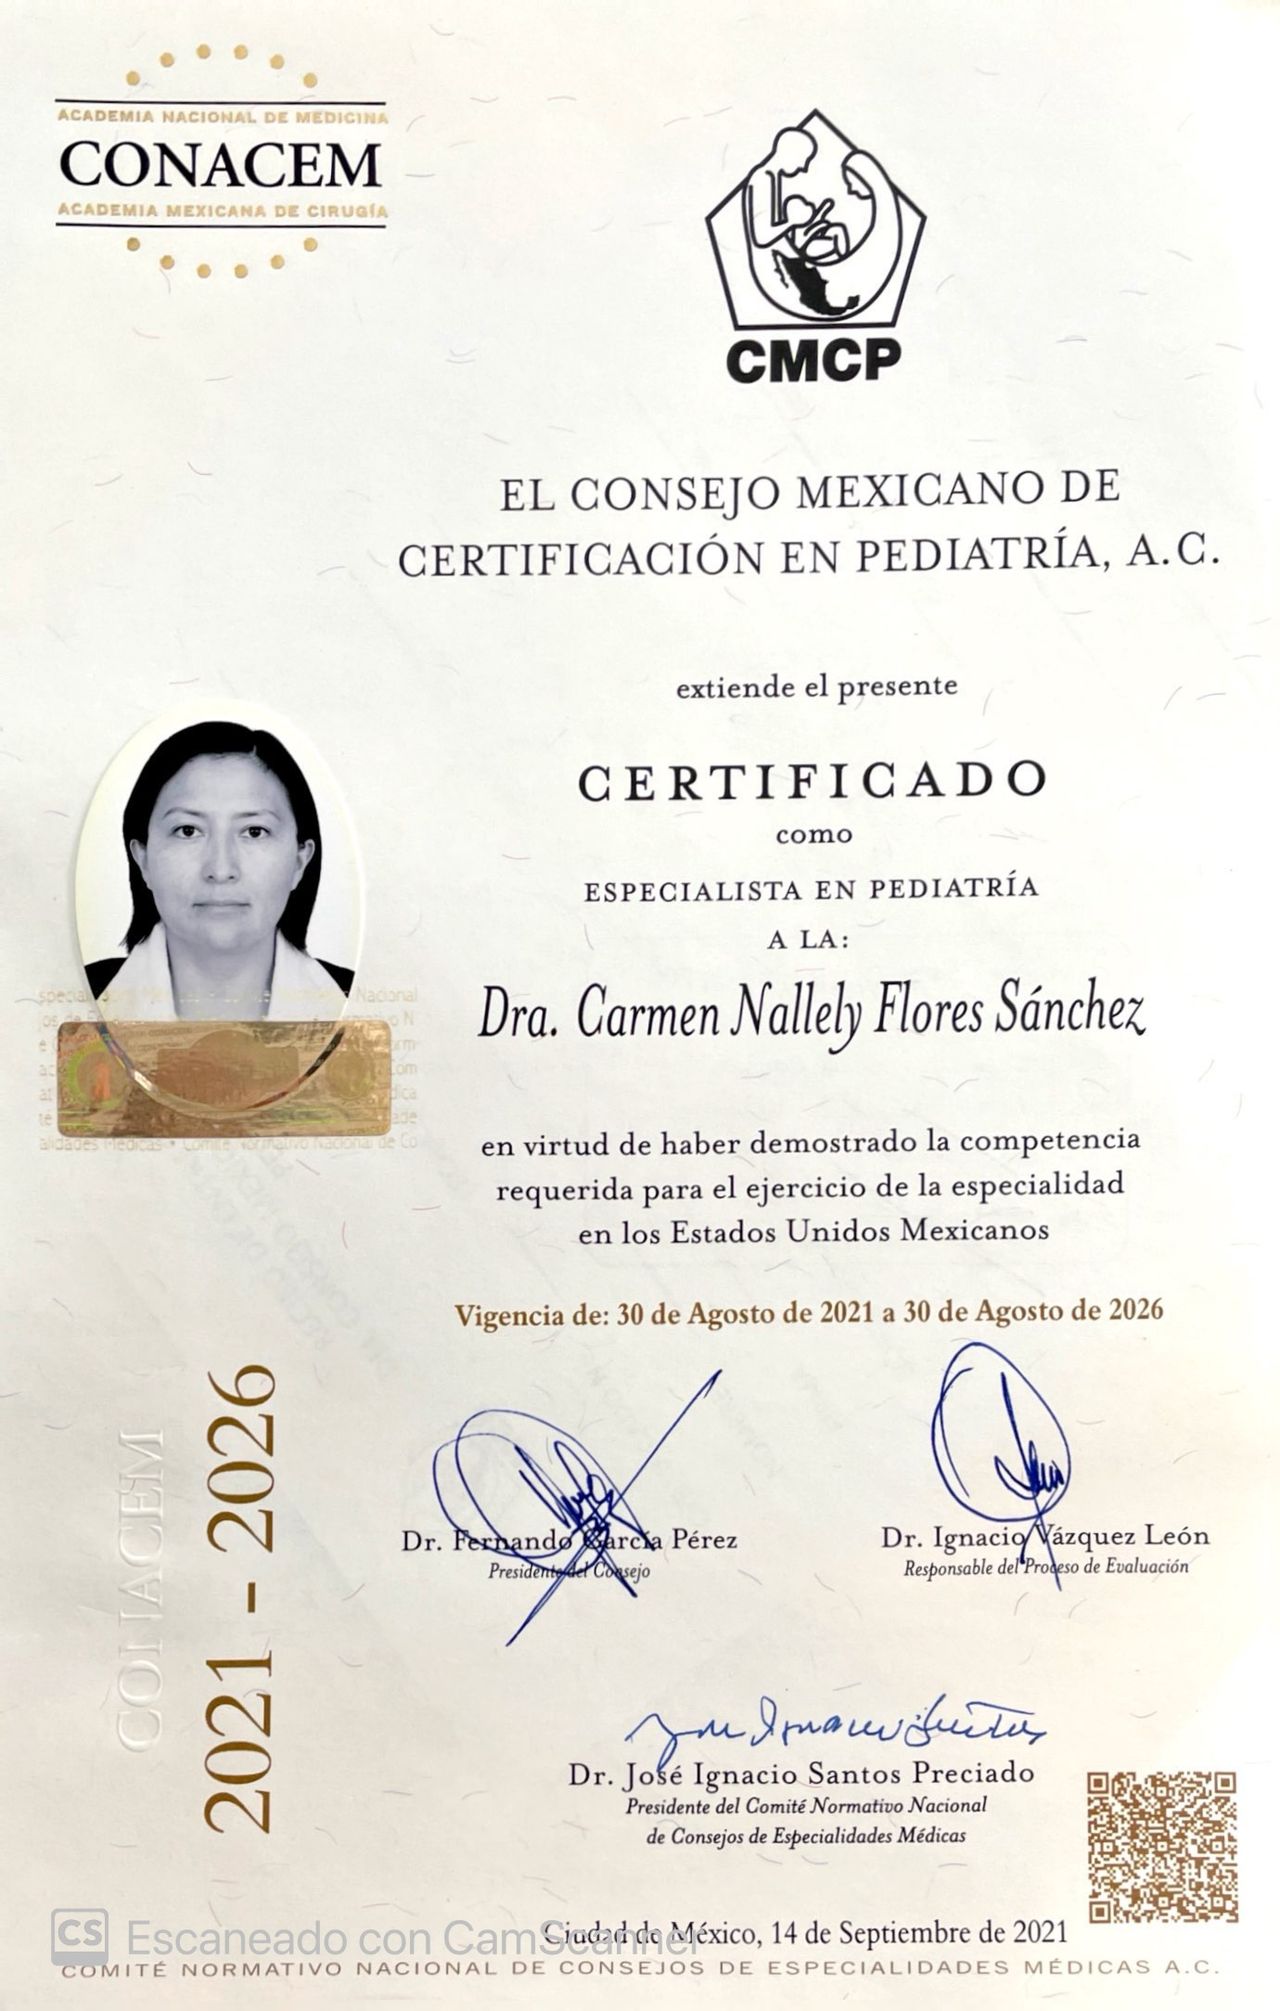 ACADEMIA NACIONAL DE MEDICINA
CONACEM
ACADEMIA MEXICANA DE CIRUGÍA
CMCP
EL CONSEJO MEXICANO DE
CERTIFICACIÓN EN PEDIATRÍA, A.C.
extiende el presente
CERTIFICADO
como
ESPECIALISTA EN PEDIATRÍA
A LA:
Dra. Carmen Nallely Flores Sánchez
en virtud de haber demostrado la competencia
requerida para el ejercicio de la especialidad
en los Estados Unidos Mexicanos
Vigencia de: 30 de Agosto de 2021 a 30 de Agosto de 2026
CONACEM
2021 - 2026
Dr. Fernando García Pérez
Presidente del Consejo
Dr. Ignacio Vázquez León
Responsable del Proceso de Evaluación
Dr. José Ignacio Santos Preciado
Presidente del Comité Normativo Nacional
de Consejos de Especialidades Médicas
Ciudad de México, 14 de Septiembre de 2021
CS Escaneado con CamScanner
COMITÉ NORMATIVO NACIONAL DE CONSEJOS DE ESPECIALIDADES MÉDICAS A.C.